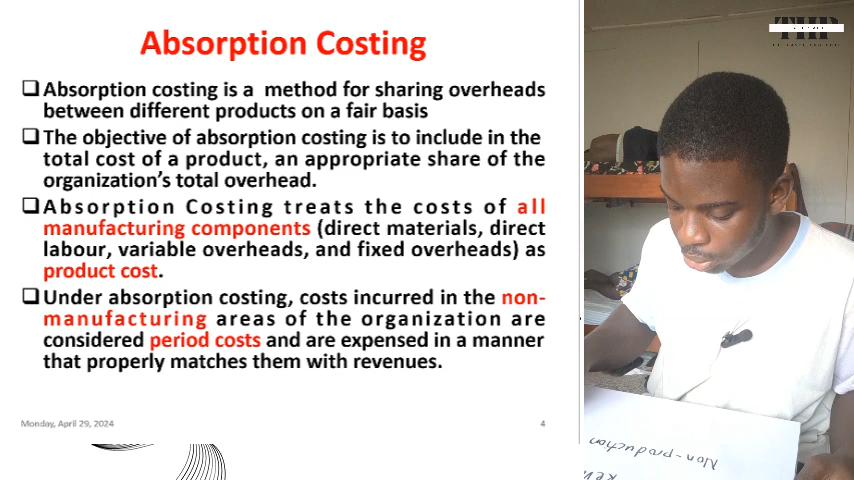 Absorption Costing
❑Absorption costing is a method for sharing overheads
between different products on a fair basis
❑The objective of absorption costing is to include in the
total cost of a product, an appropriate share of the
organization's total overhead.
❑Absorption Costing treats the costs of all
manufacturing components (direct materials, direct
labour, variable overheads, and fixed overheads) as
product cost.
❑Under absorption costing, costs incurred in the non-
manufacturing areas of the organization are
considered period costs and are expensed in a manner
that properly matches them with revenues.
Monday, April 29, 2024
4
THP
Non-production